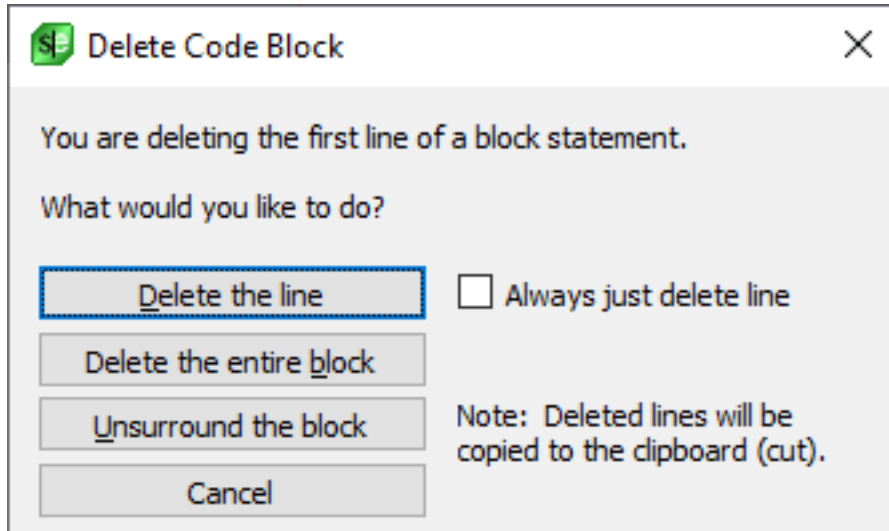 Delete Code Block
You are deleting the first line of a block statement.
What would you like to do?
Delete the line
Always just delete line
Delete the entire block
Unsurround the block
Note: Deleted lines will be
copied to the clipboard (cut).
Cancel